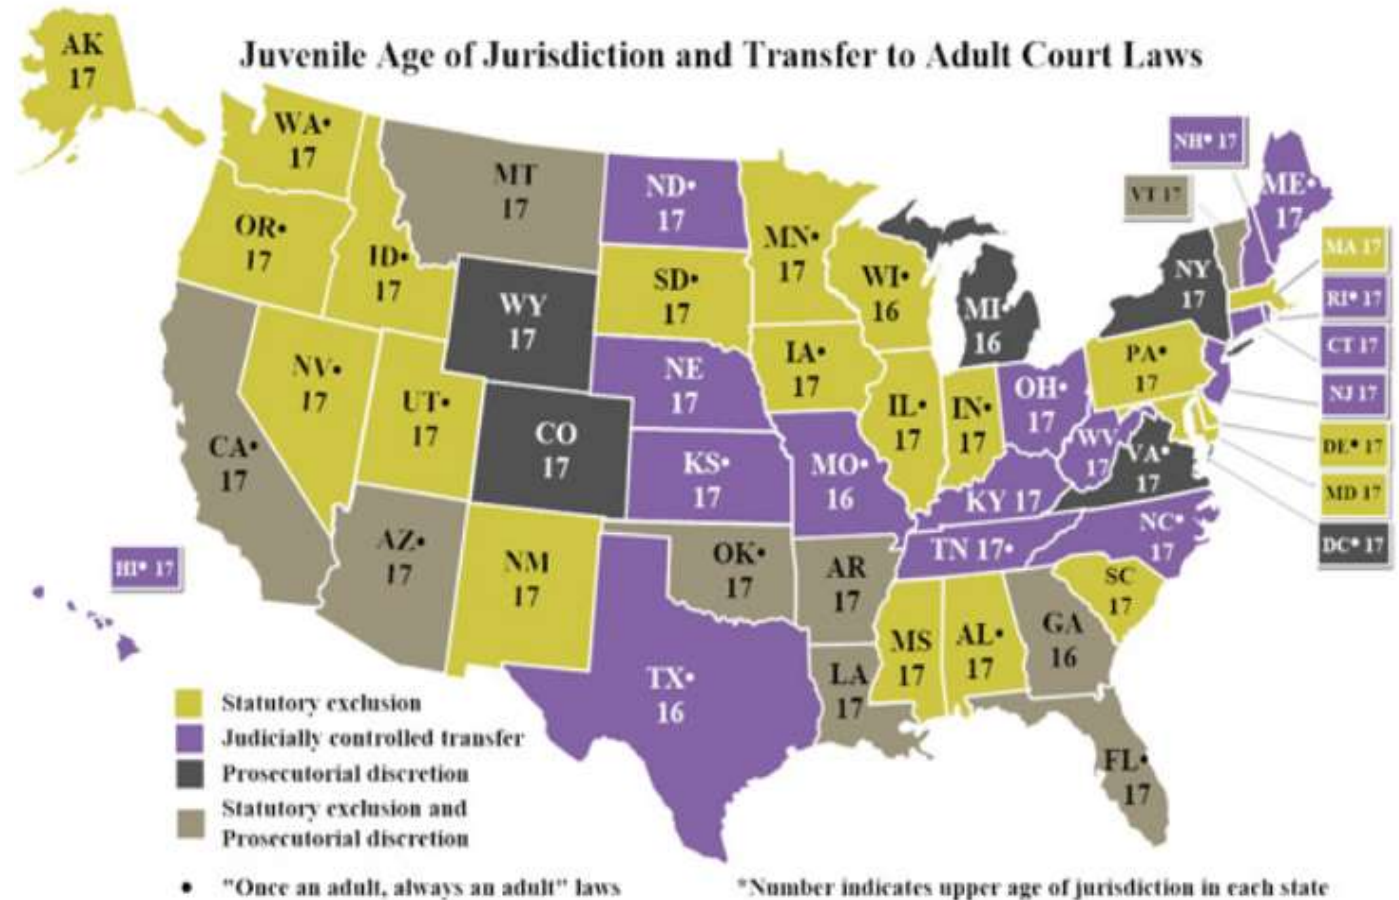 Juvenile Age of Jurisdiction and Transfer to Adult Court Laws
AK
17
WA•
17
OR•
17
ID•
17
MT
17
ND•
17
MN•
17
WI•
16
MI•
16
NY
17
VT 17
NH• 17
ME•
17
MA 17
RI• 17
CT 17
NJ 17
DE• 17
MD 17
DC• 17
WY
17
SD•
17
NE
17
IA•
17
IL•
17
IN•
17
OH•
17
PA•
17
WV
17
VA•
17
NV•
17
UT•
17
CO
17
KS•
17
MO•
16
KY 17
NC•
17
TN 17•
CA•
17
AZ•
17
NM
17
OK•
17
AR
17
SC
17
GA
16
AL•
17
MS
17
LA
17
TX•
16
FL•
17
HI• 17
Statutory exclusion
Judicially controlled transfer
Prosecutorial discretion
Statutory exclusion and
Prosecutorial discretion
• "Once an adult, always an adult" laws
*Number indicates upper age of jurisdiction in each state